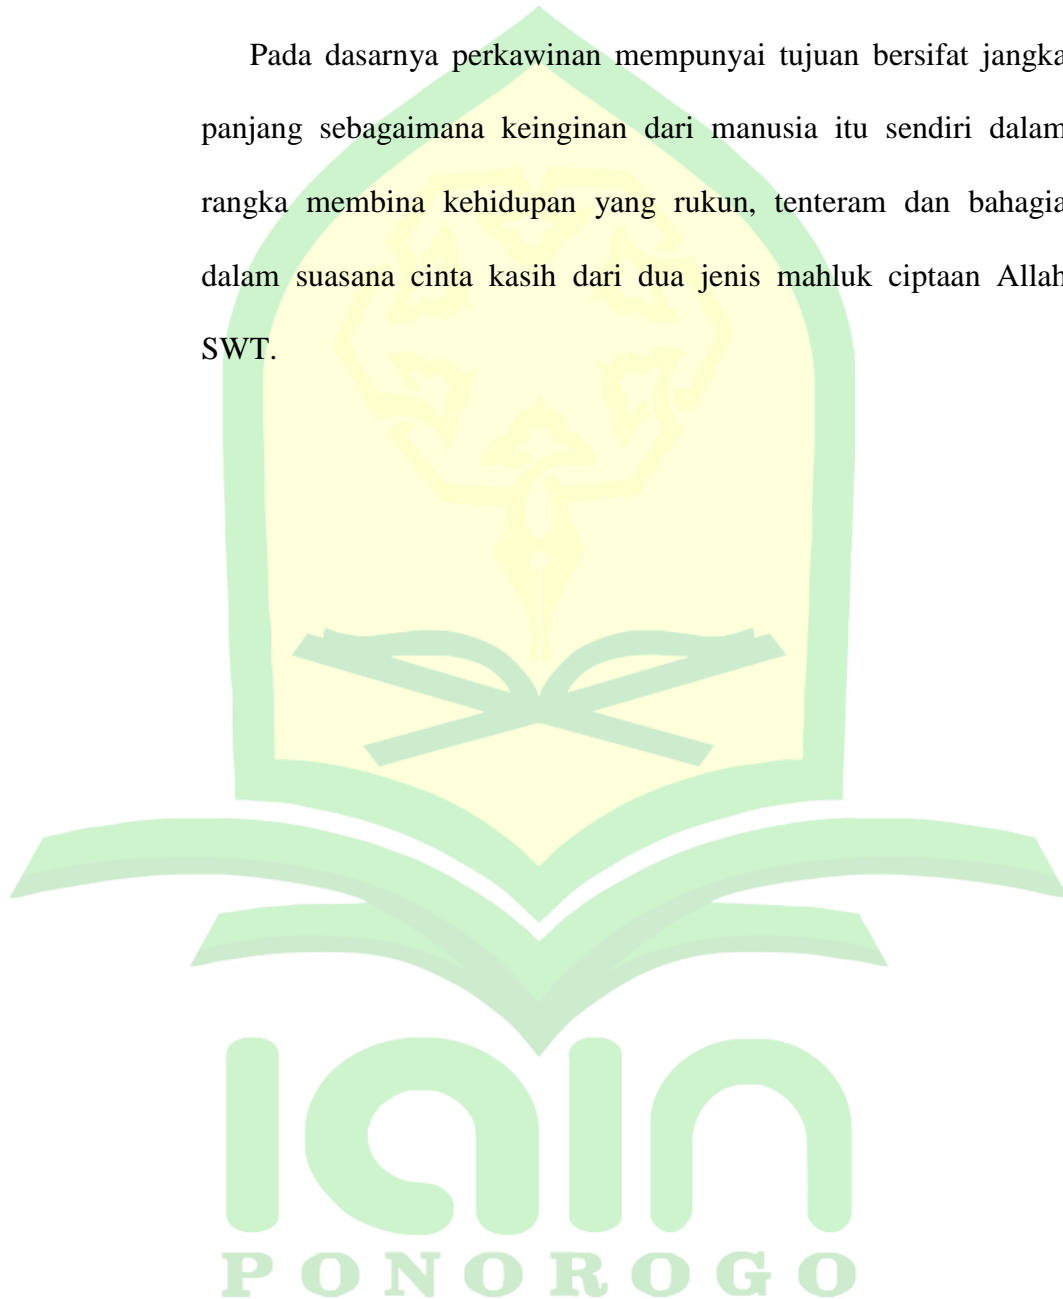 Pada dasarnya perkawinan mempunyai tujuan bersifat jangka
panjang sebagaimana keinginan dari manusia itu sendiri dalam
rangka membina kehidupan yang rukun, tenteram dan bahagia
dalam suasana cinta kasih dari dua jenis mahluk ciptaan Allah
SWT.
iain
PONOROGO